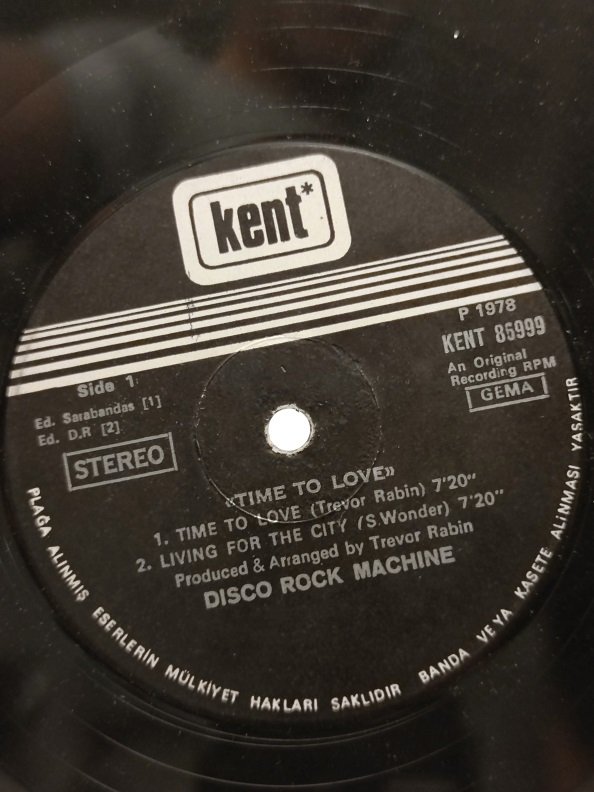 kent*
P 1978
KENT 85999
An Original
Recording RPM
GEMA
Side 1
Ed. Sarabandas [1]
Ed. D.R [2]
STEREO
«TIME TO LOVE»
1. TIME TO LOVE (Trevor Rabin) 7'20"
2. LIVING FOR THE CITY (S.Wonder) 7'20"
Produced & Arranged by Trevor Rabin
DISCO ROCK MACHINE
PLAĞA ALINMIŞ ESERLERİN MÜLKİYET HAKLARI SAKLIDIR BANDA VEYA KASETE ALINMASI YASAKTIR